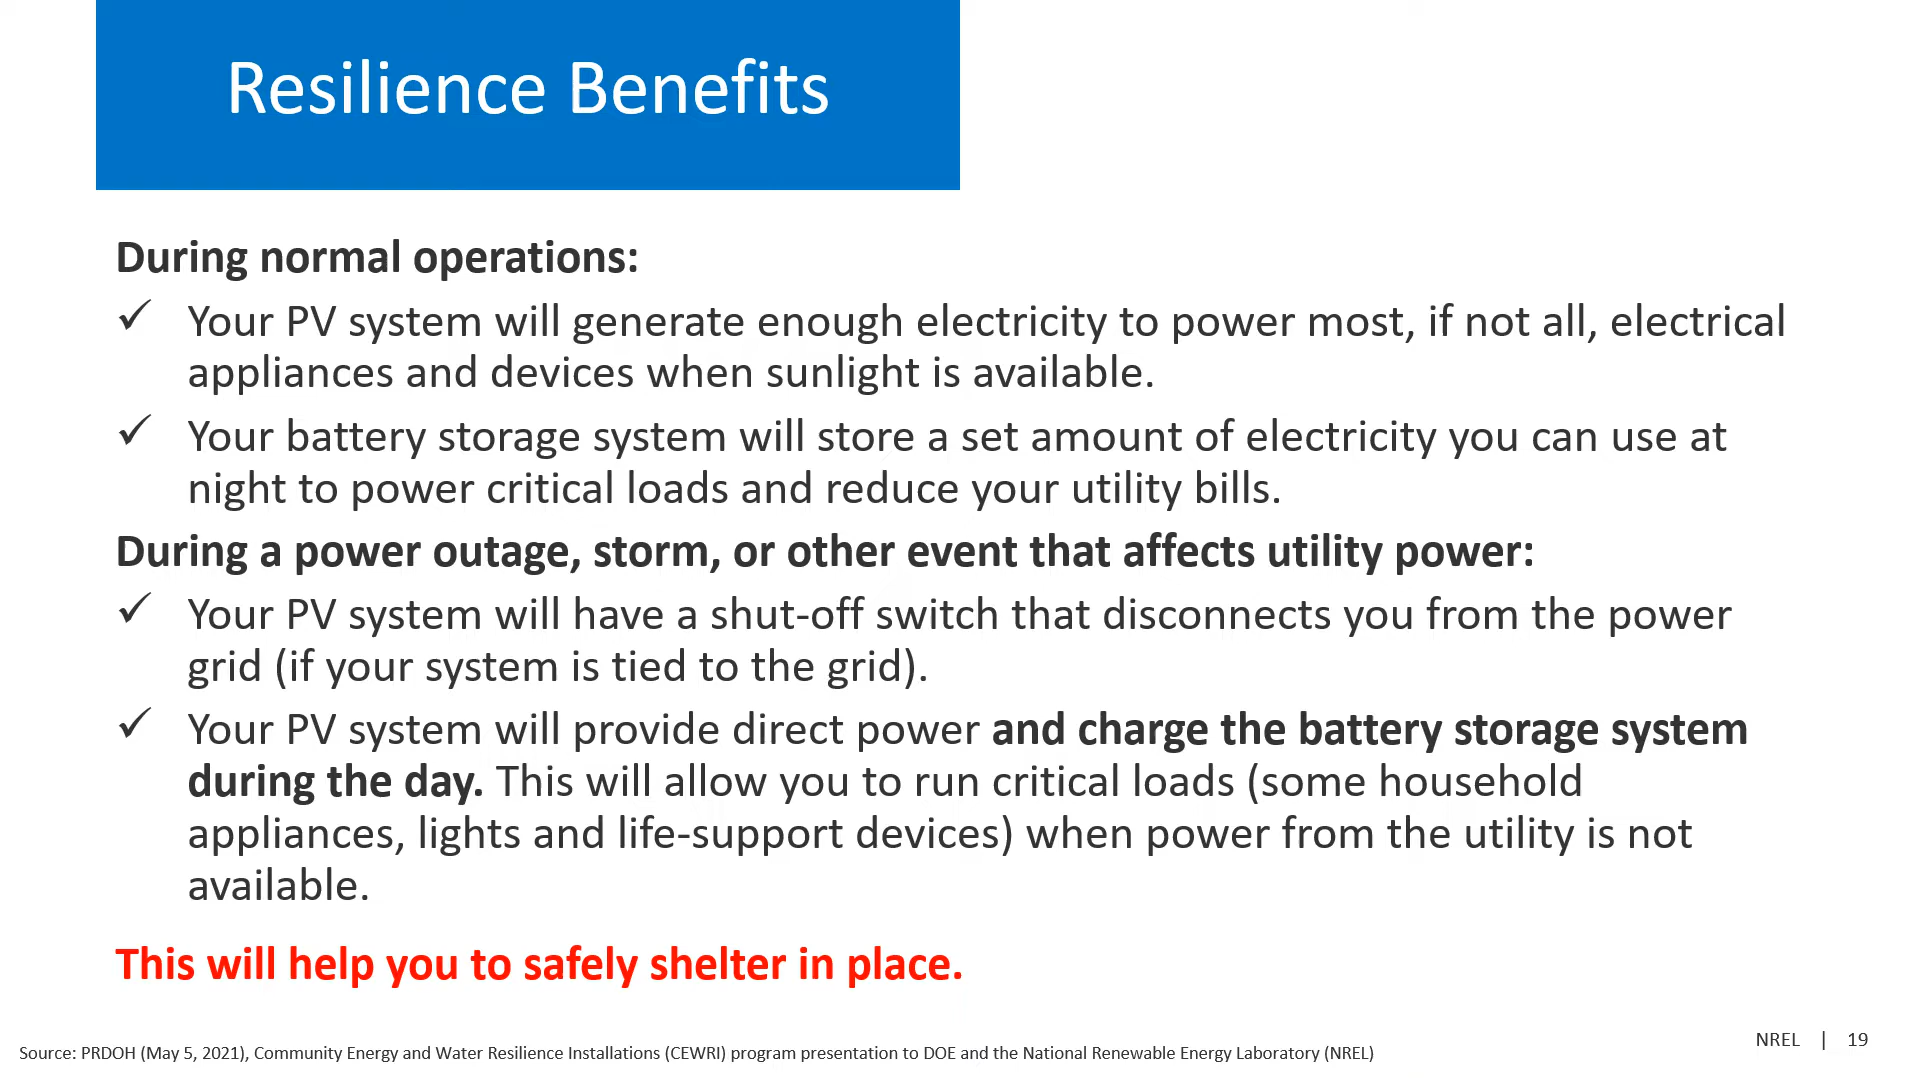 Resilience Benefits
During normal operations:
✓ Your PV system will generate enough electricity to power most, if not all, electrical
appliances and devices when sunlight is available.
✓ Your battery storage system will store a set amount of electricity you can use at
night to power critical loads and reduce your utility bills.
During a power outage, storm, or other event that affects utility power:
✓ Your PV system will have a shut-off switch that disconnects you from the power
grid (if your system is tied to the grid).
✓ Your PV system will provide direct power and charge the battery storage system
during the day. This will allow you to run critical loads (some household
appliances, lights and life-support devices) when power from the utility is not
available.
This will help you to safely shelter in place.
Source: PRDOH (May 5, 2021), Community Energy and Water Resilience Installations (CEWRI) program presentation to DOE and the National Renewable Energy Laboratory (NREL)
NREL | 19